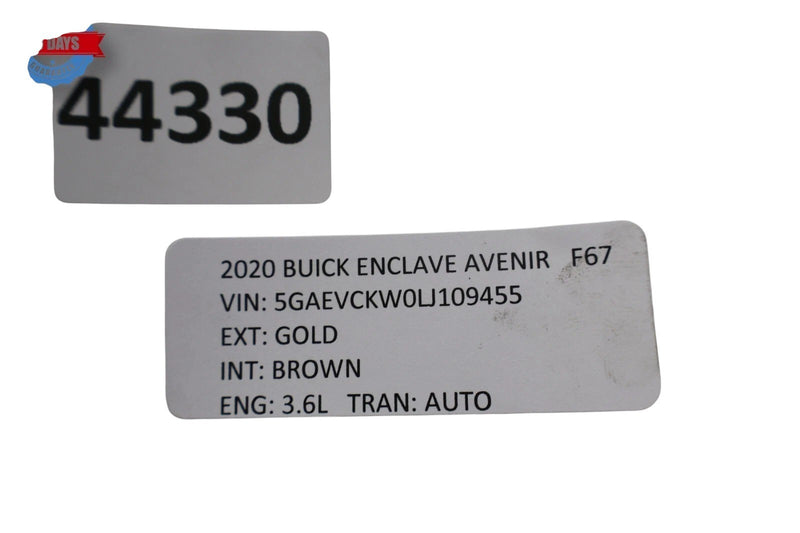 DAYS
44330
2020 BUICK ENCLAVE AVENIR F67
VIN: 5GAEVCKW0LJ109455
EXT: GOLD
INT: BROWN
ENG: 3.6L TRAN: AUTO